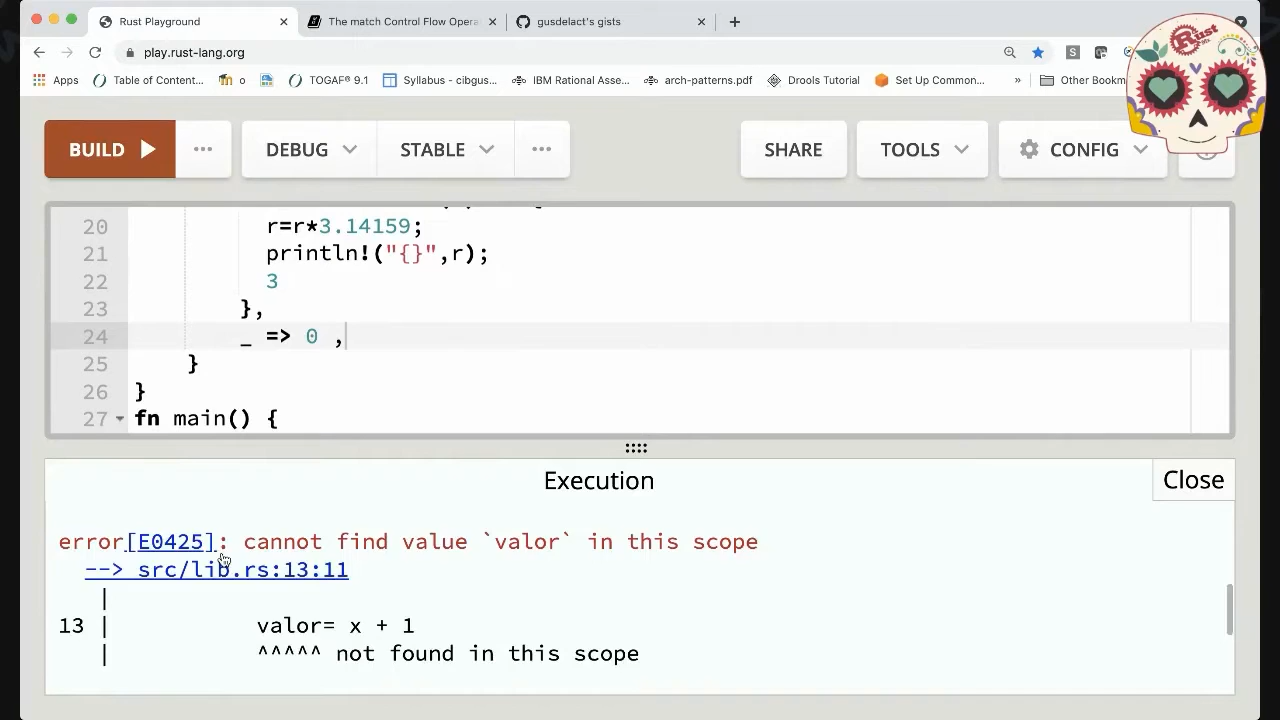 Rust Playground
The match Control Flow Opera
gusdelact's gists
play.rust-lang.org
S
Apps
Table of Content...
o
TOGAF® 9.1
Syllabus - cibgus...
IBM Rational Asse...
arch-patterns.pdf
Drools Tutorial
Set Up Common...
»
Other Bookm
Rust
BUILD
...
DEBUG
STABLE
...
SHARE
TOOLS
CONFIG
20 r=r*3.14159;
21 println!("{}",r);
22 3
23 },
24 _ => 0 ,
25 }
26 }
27 fn main() {
Execution
Close
error[E0425]: cannot find value `valor` in this scope
--> src/lib.rs:13:11
|
13 | valor= x + 1
| ^^^^^ not found in this scope